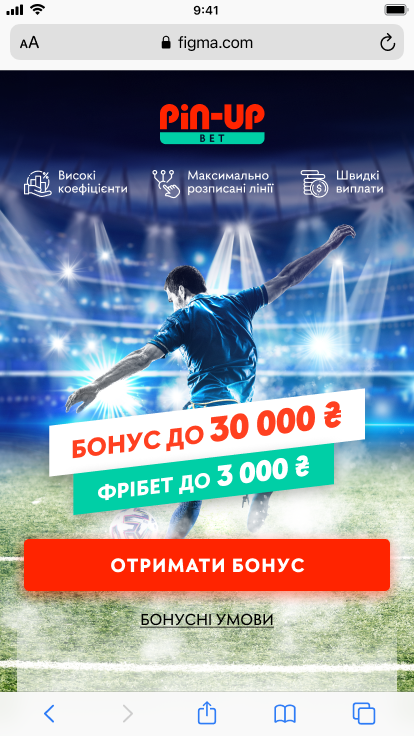 9:41
AA
figma.com
PiN-UP
BET
Високі
коефіцієнти
Максимально
розписані лінії
Швидкі
виплати
БОНУС ДО 30 000 ₴
ФРІБЕТ ДО 3 000 ₴
ОТРИМАТИ БОНУС
БОНУСНІ УМОВИ